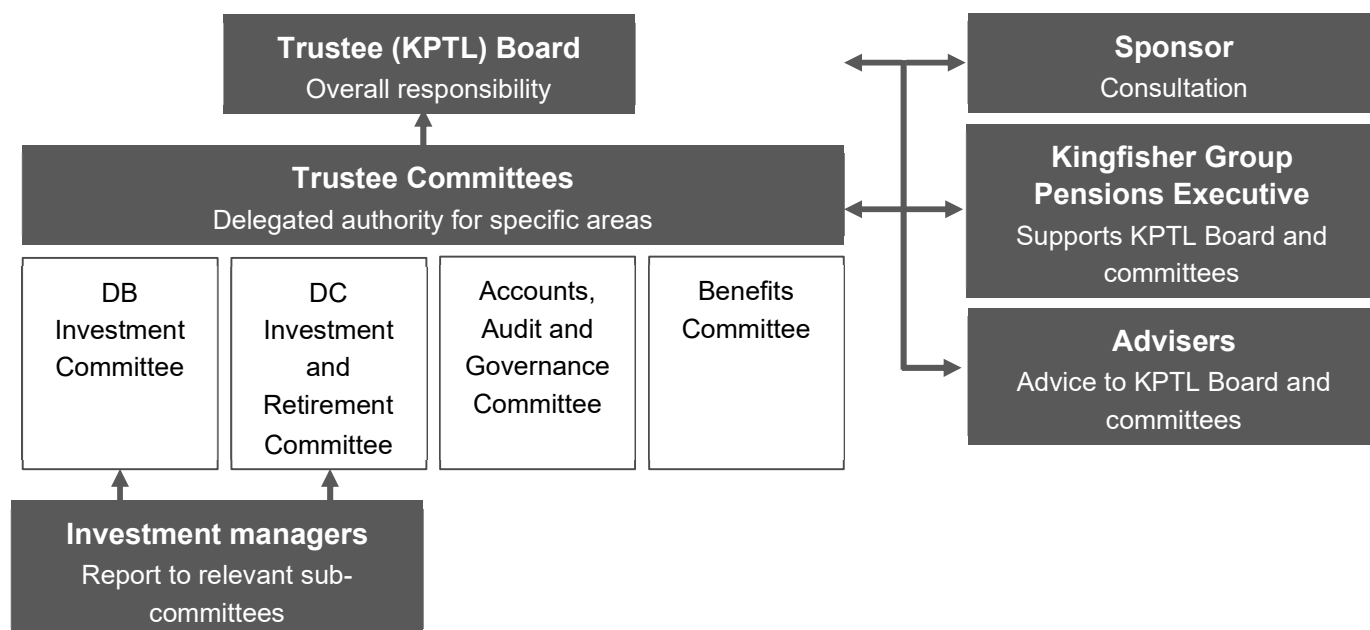 Trustee (KPTL) Board
Overall responsibility
Sponsor
Consultation
Trustee Committees
Delegated authority for specific areas
Kingfisher Group
Pensions Executive
Supports KPTL Board and
committees
DB
Investment
Committee
DC
Investment
and
Retirement
Committee
Accounts,
Audit and
Governance
Committee
Benefits
Committee
Advisers
Advice to KPTL Board and
committees
Investment managers
Report to relevant sub-
committees